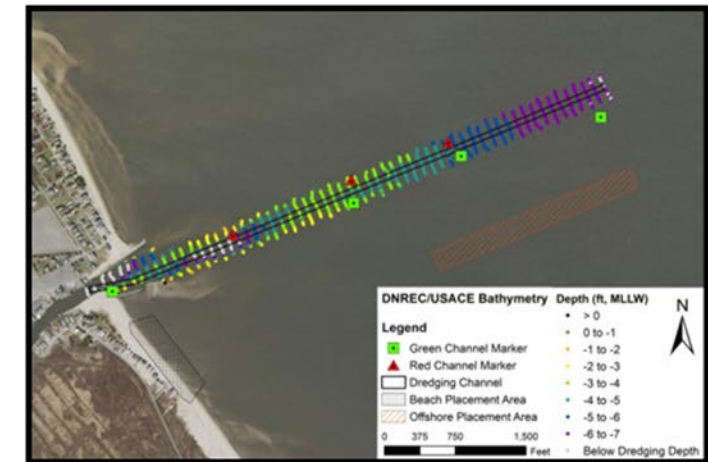 DNREC/USACE Bathymetry
Legend
Green Channel Marker
Red Channel Marker
Dredging Channel
Beach Placement Area
Offshore Placement Area
0 375 750 1,500
Feet
Depth (ft, MLLW)
> 0
0 to -1
-1 to -2
-2 to -3
-3 to -4
-4 to -5
-5 to -6
-6 to -7
Below Dredging Depth
N